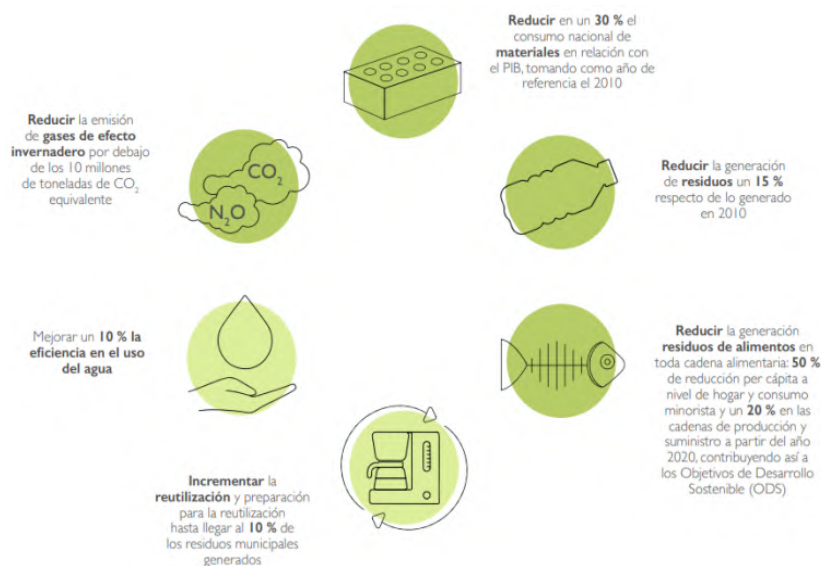 Reducir en un 30 % el
consumo nacional de
materiales en relación con
el PIB, tomando como año de
referencia el 2010
Reducir la emisión
de gases de efecto
invernadero por debajo
de los 10 millones
de toneladas de CO₂
equivalente
CO₂
N₂O
Reducir la generación
de residuos un 15 %
respecto de lo generado
en 2010
Mejorar un 10 % la
eficiencia en el uso
del agua
Reducir la generación
residuos de alimentos en
toda cadena alimentaria: 50 %
de reducción per cápita a
nivel de hogar y consumo
minorista y un 20 % en las
cadenas de producción y
suministro a partir del año
2020, contribuyendo así a
los Objetivos de Desarrollo
Sostenible (ODS)
Incrementar la
reutilización y preparación
para la reutilización
hasta llegar al 10 % de
los residuos municipales
generados